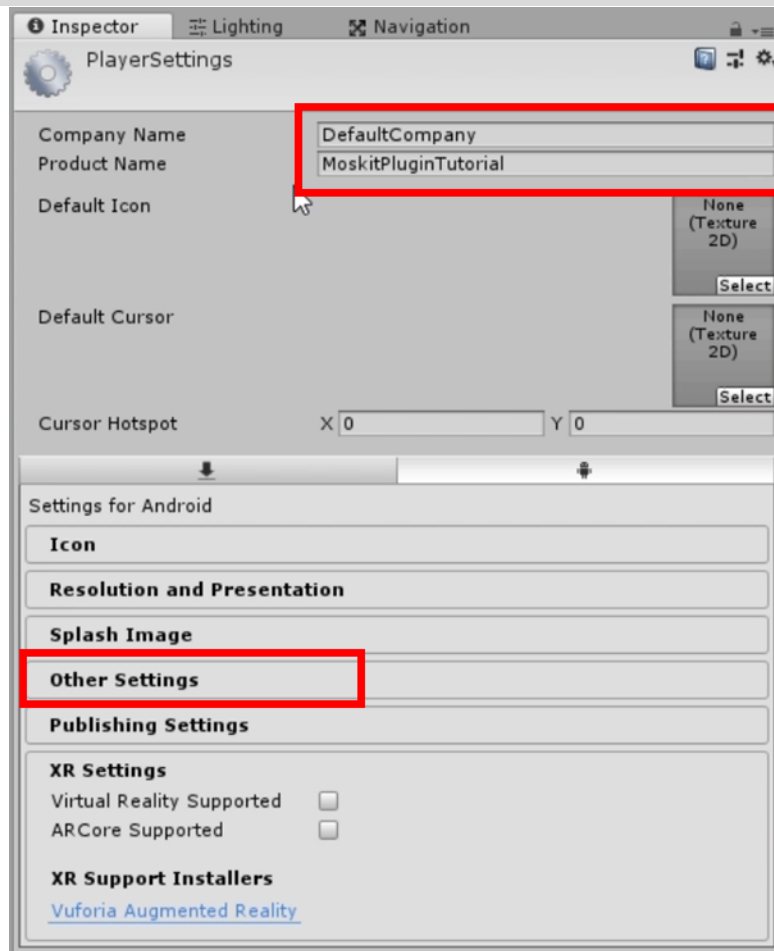 Inspector Lighting Navigation
PlayerSettings
Company Name DefaultCompany
Product Name MoskitPluginTutorial
Default Icon None
(Texture
2D)
Select
Default Cursor None
(Texture
2D)
Select
Cursor Hotspot X 0 Y 0
Settings for Android
Icon
Resolution and Presentation
Splash Image
Other Settings
Publishing Settings
XR Settings
Virtual Reality Supported
ARCore Supported
XR Support Installers
Vuforia Augmented Reality